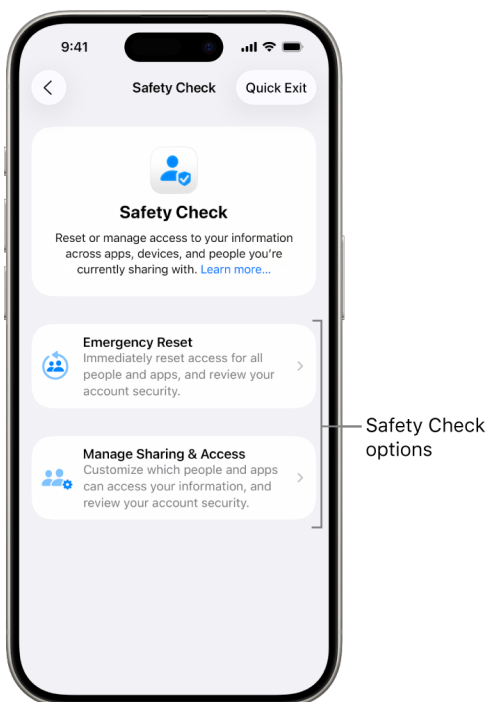 9:41
Safety Check
Quick Exit
Safety Check
Reset or manage access to your information
across apps, devices, and people you're
currently sharing with. Learn more...
Emergency Reset
Immediately reset access for all
people and apps, and review your
account security.
Manage Sharing & Access
Customize which people and apps
can access your information, and
review your account security.
Safety Check
options